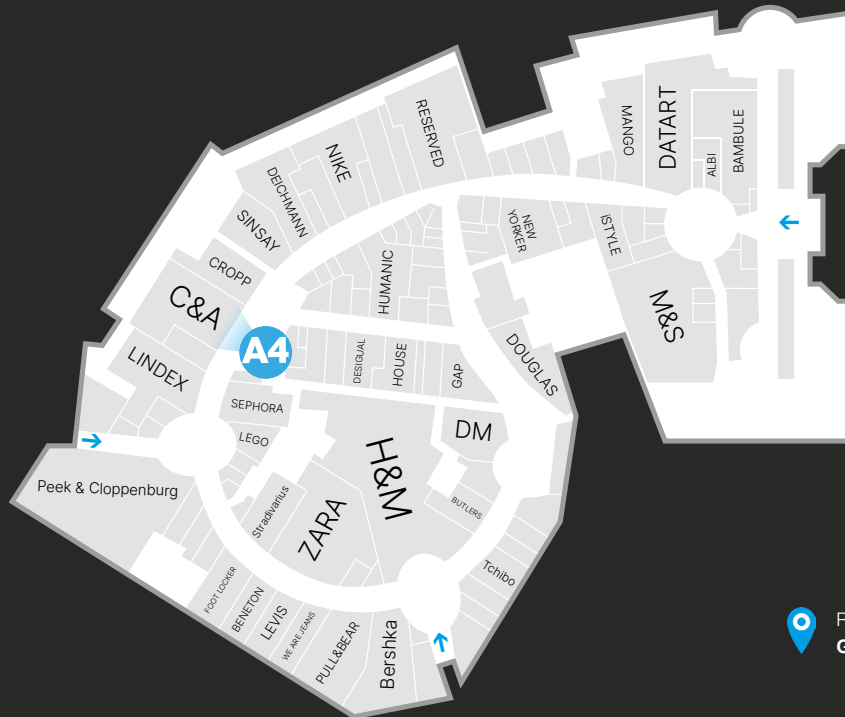 RESERVED
NIKE
DEICHMANN
SINSAY
CROPP
C&A
LINDEX
A4
HUMANIC
MANGO
DATART
ALBI
BAMBULE
NEW
YORKER
iSTYLE
M&S
DESIGUAL
HOUSE
GAP
DOUGLAS
SEPHORA
LEGO
DM
H&M
Peek & Cloppenburg
Stradivarius
ZARA
BUTLERS
Tchibo
FOOT LOCKER
BENETON
LEVIS
WE ARE JEANS
PULL&BEAR
Bershka
P
G